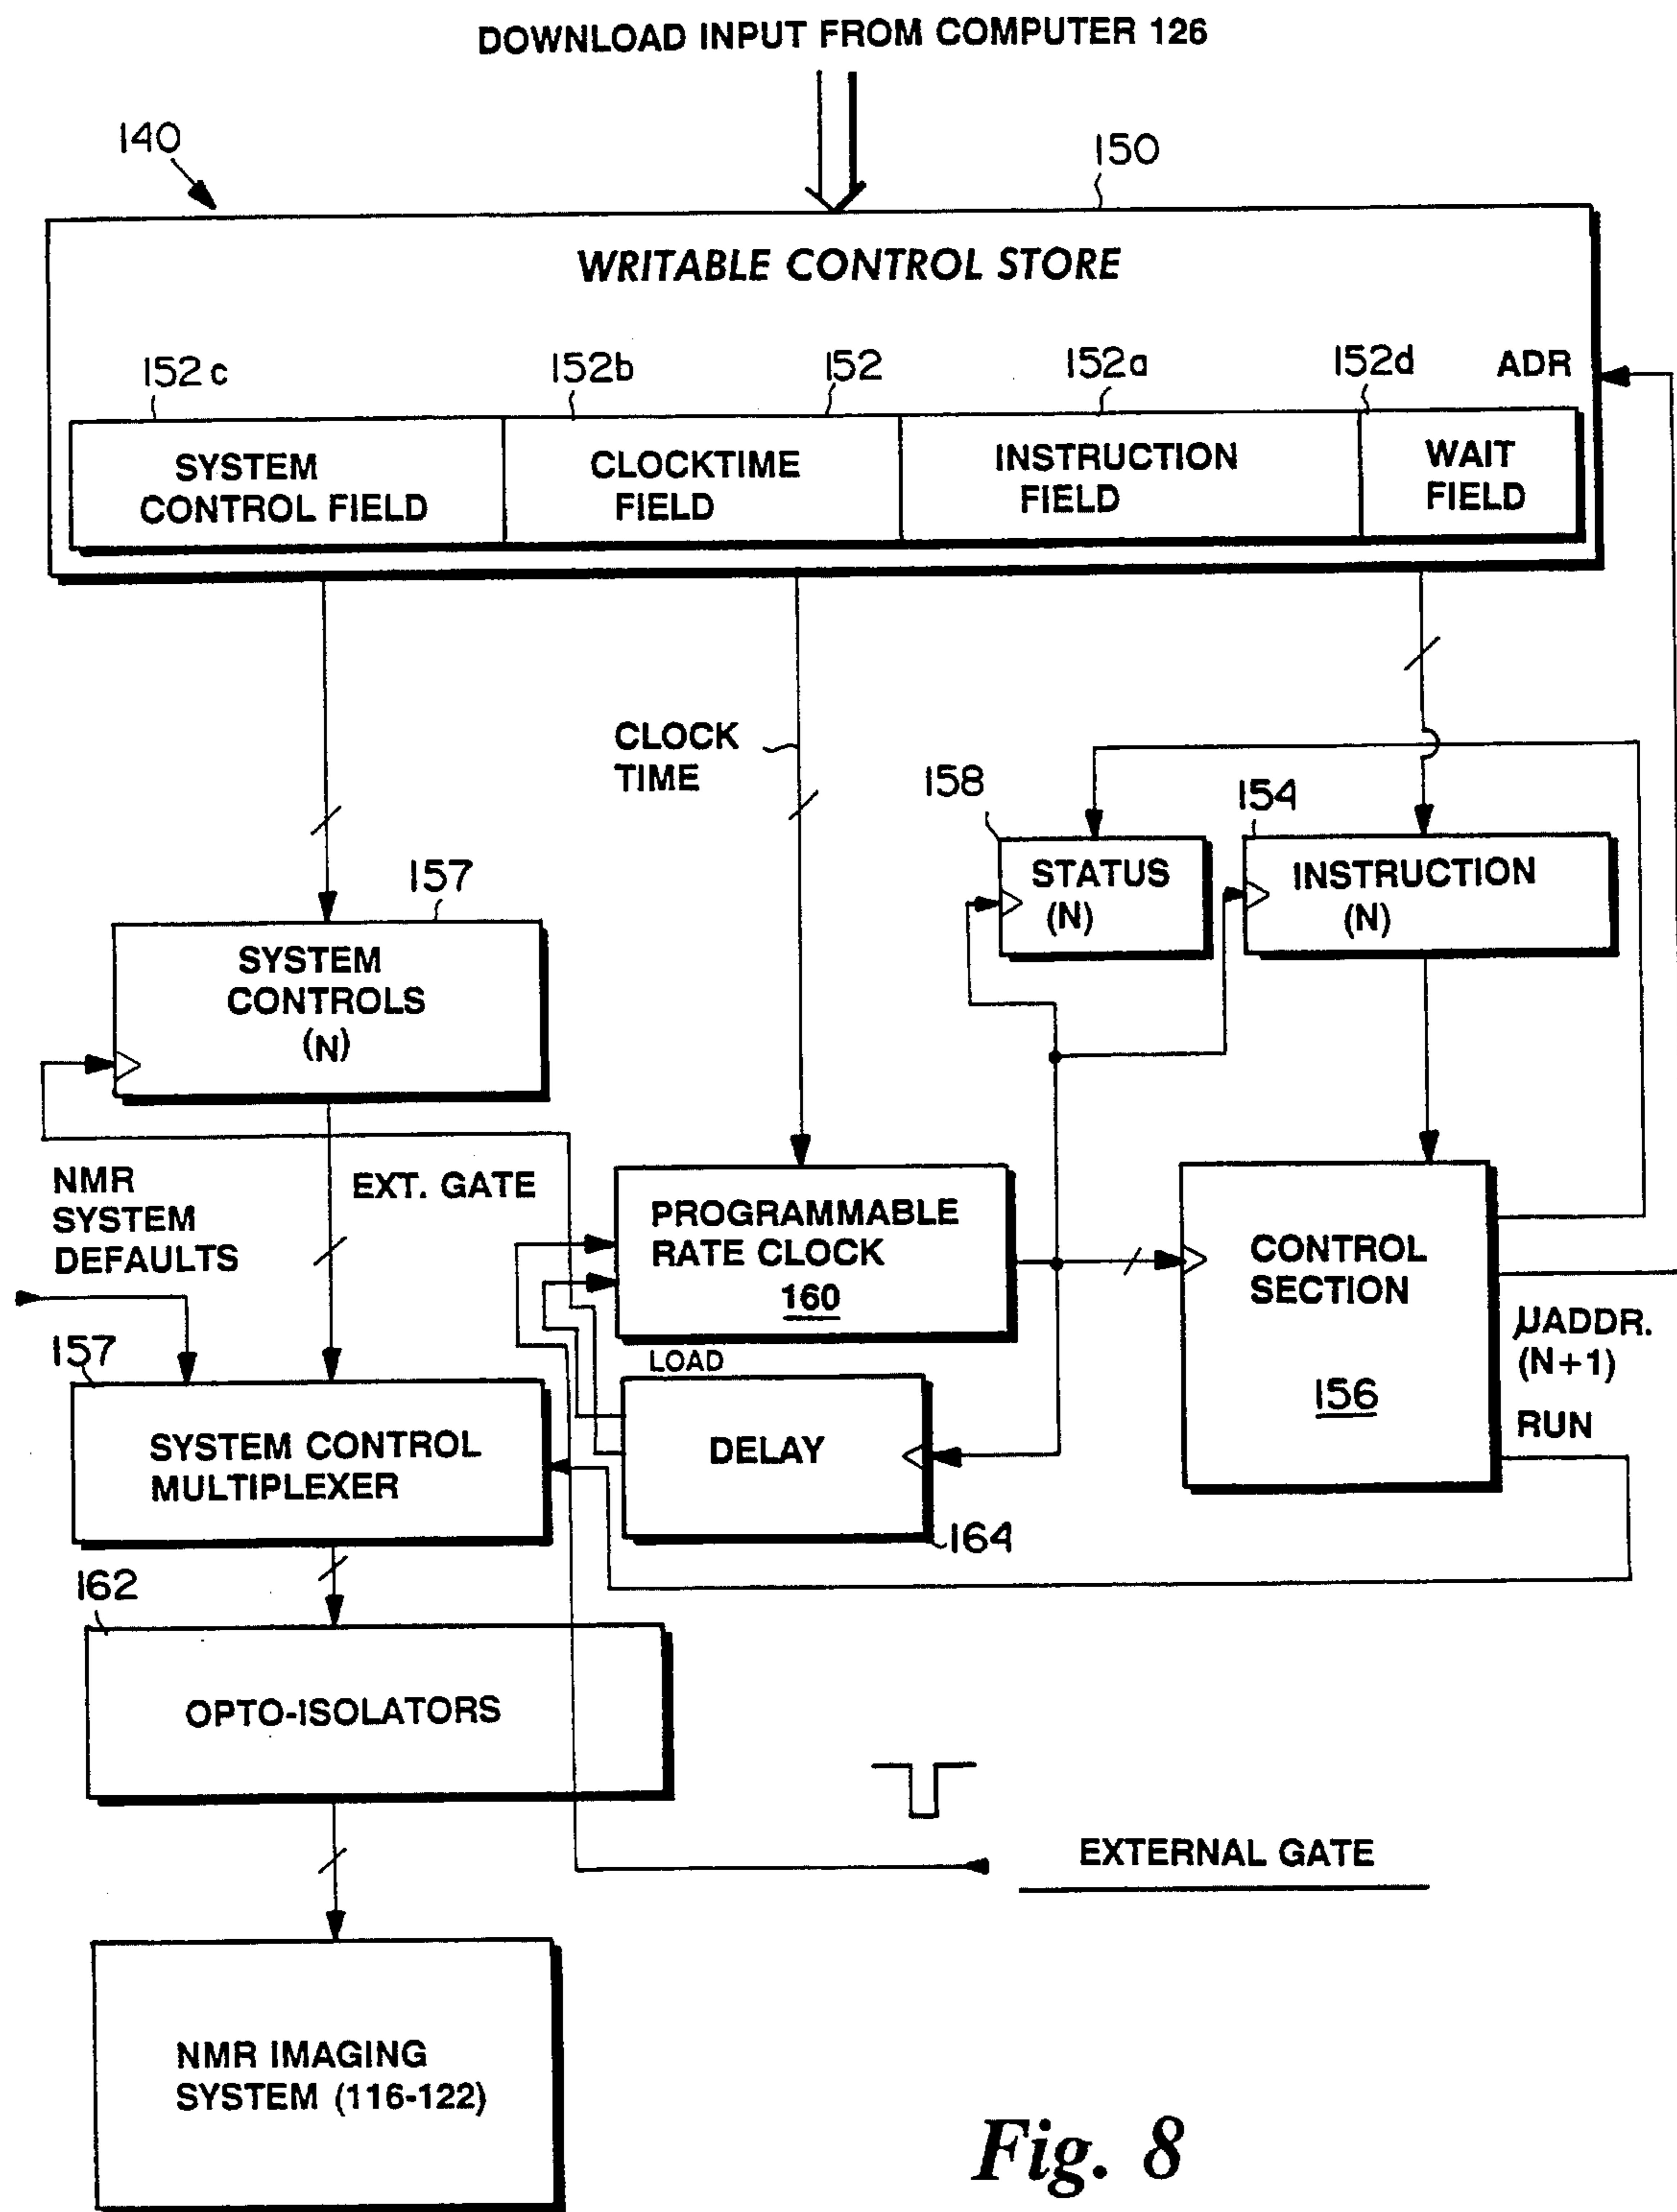 DOWNLOAD INPUT FROM COMPUTER 126
140
150
WRITABLE CONTROL STORE
152c
152b
152
152a
152d
ADR
SYSTEM
CONTROL FIELD
CLOCKTIME
FIELD
INSTRUCTION
FIELD
WAIT
FIELD
CLOCK
TIME
158
154
STATUS
(N)
INSTRUCTION
(N)
157
SYSTEM
CONTROLS
(N)
NMR
SYSTEM
DEFAULTS
EXT. GATE
PROGRAMMABLE
RATE CLOCK
160
CONTROL
SECTION
156
µADDR.
(N+1)
RUN
LOAD
157
SYSTEM CONTROL
MULTIPLEXER
DELAY
164
162
OPTO-ISOLATORS
EXTERNAL GATE
NMR IMAGING
SYSTEM (116-122)
Fig. 8